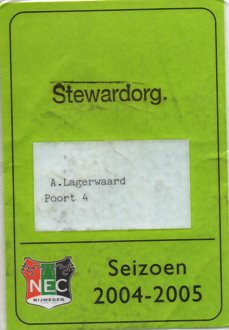 Stewardorg.
A.Lagerwaard
Poort 4
NEC
NIJMEGEN
Seizoen
2004-2005